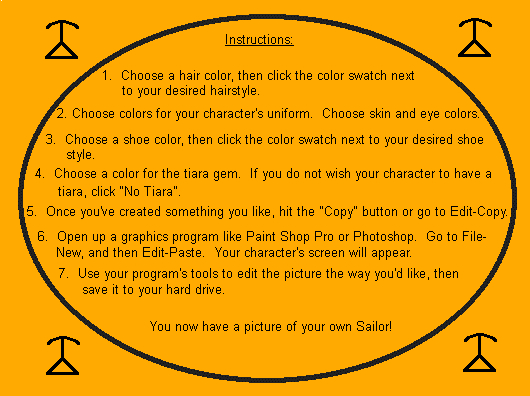 Instructions:
1. Choose a hair color, then click the color swatch next
to your desired hairstyle.
2. Choose colors for your character's uniform. Choose skin and eye colors.
3. Choose a shoe color, then click the color swatch next to your desired shoe
style.
4. Choose a color for the tiara gem. If you do not wish your character to have a
tiara, click "No Tiara".
5. Once you've created something you like, hit the "Copy" button or go to Edit-Copy.
6. Open up a graphics program like Paint Shop Pro or Photoshop. Go to File-
New, and then Edit-Paste. Your character's screen will appear.
7. Use your program's tools to edit the picture the way you'd like, then
save it to your hard drive.
You now have a picture of your own Sailor!